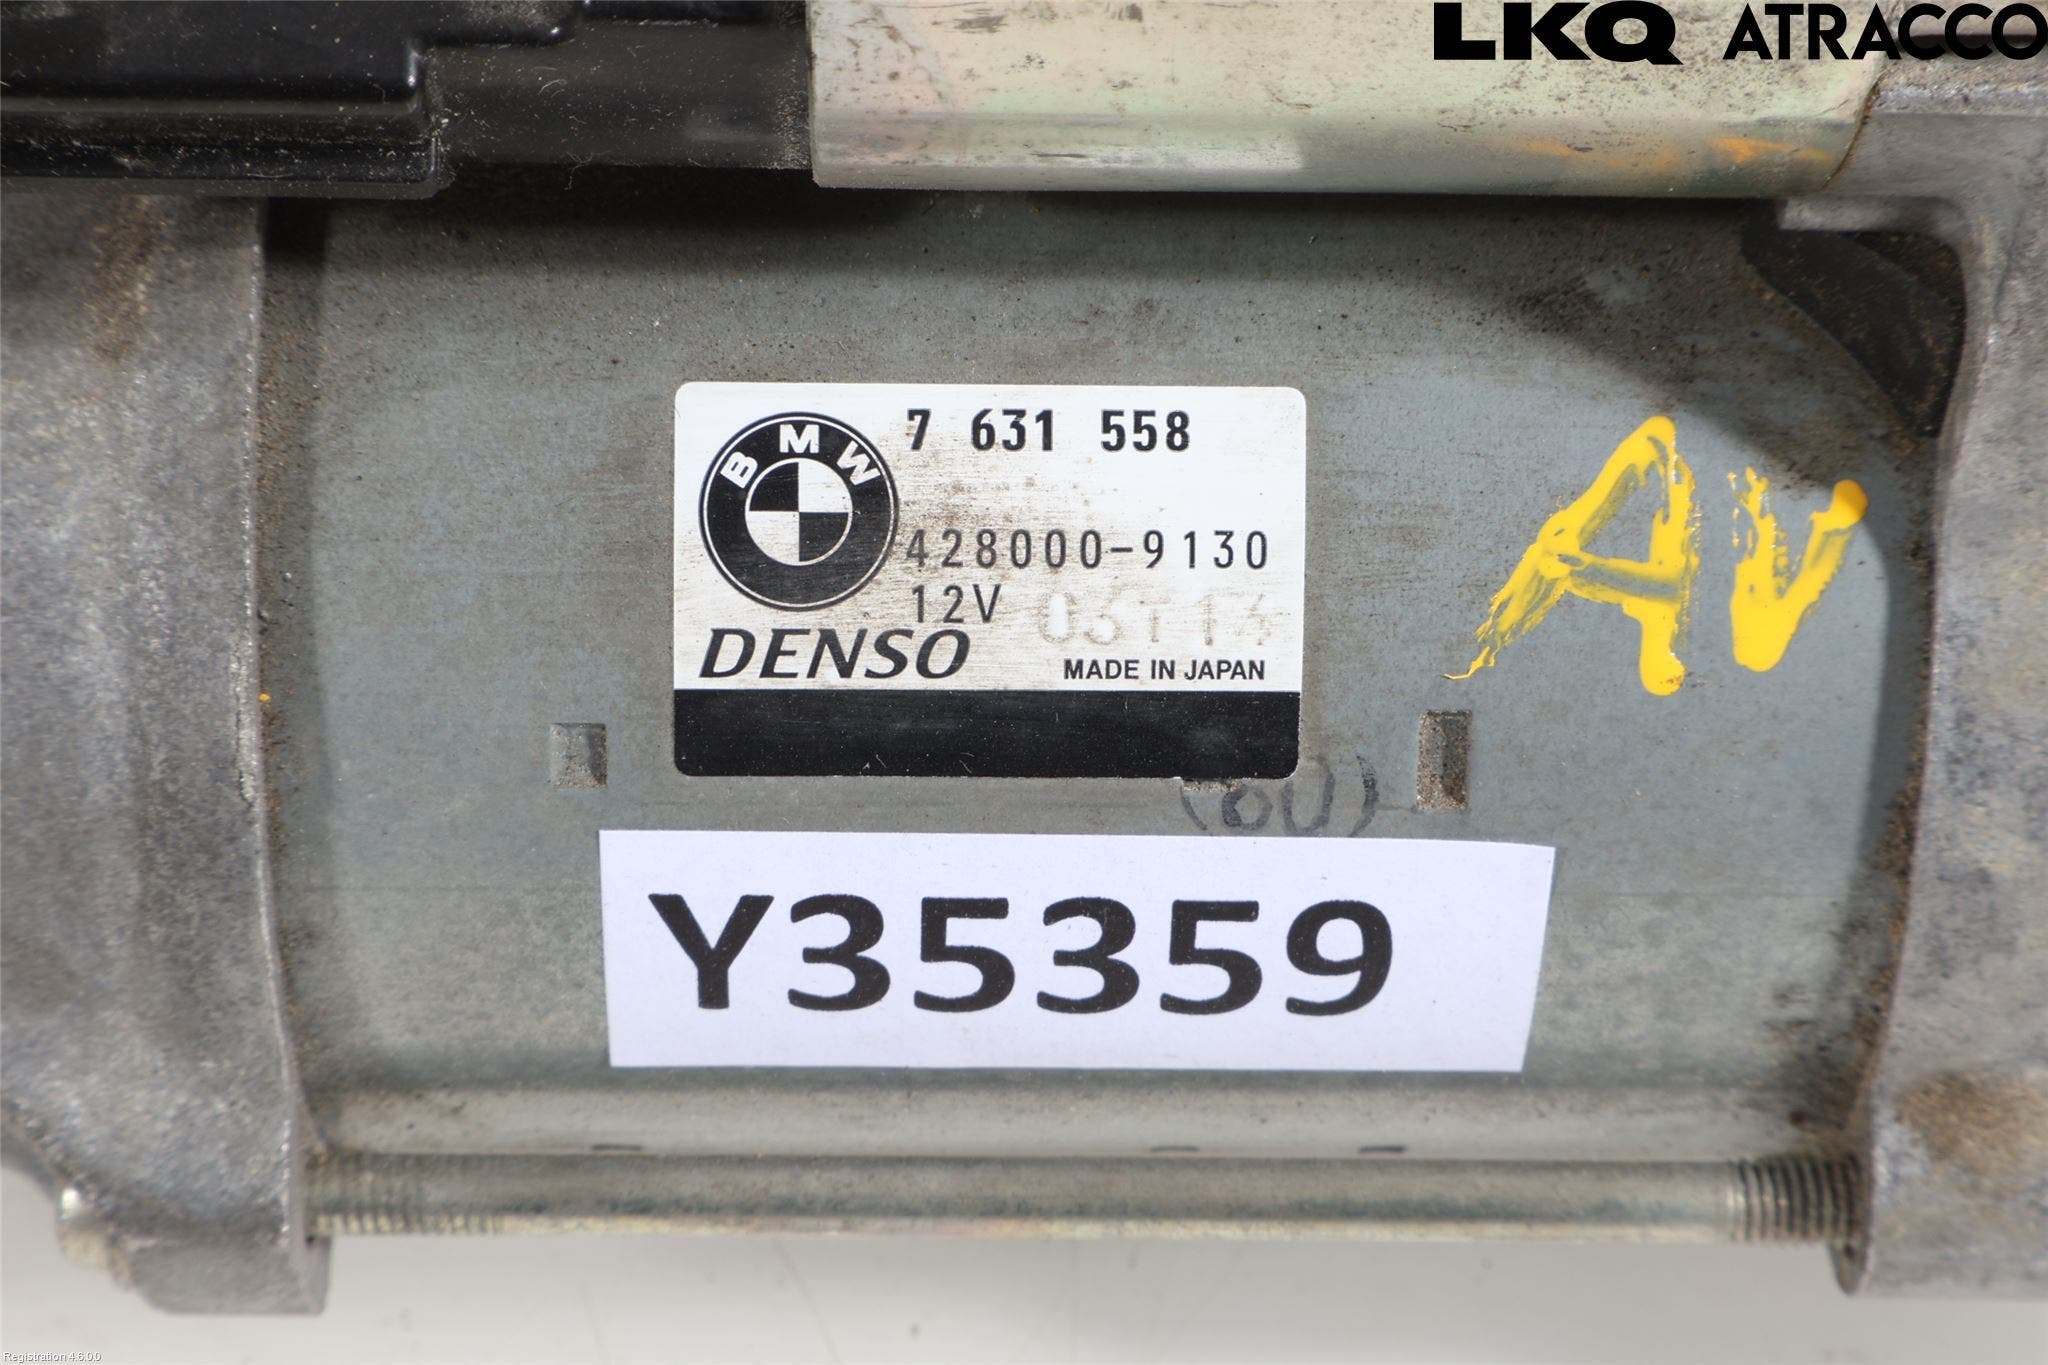 LKQ ATRACCO
BMW
7 631 558
428000-9130
12V
DENSO
MADE IN JAPAN
AV
Y35359
Registration 4.6.0.0